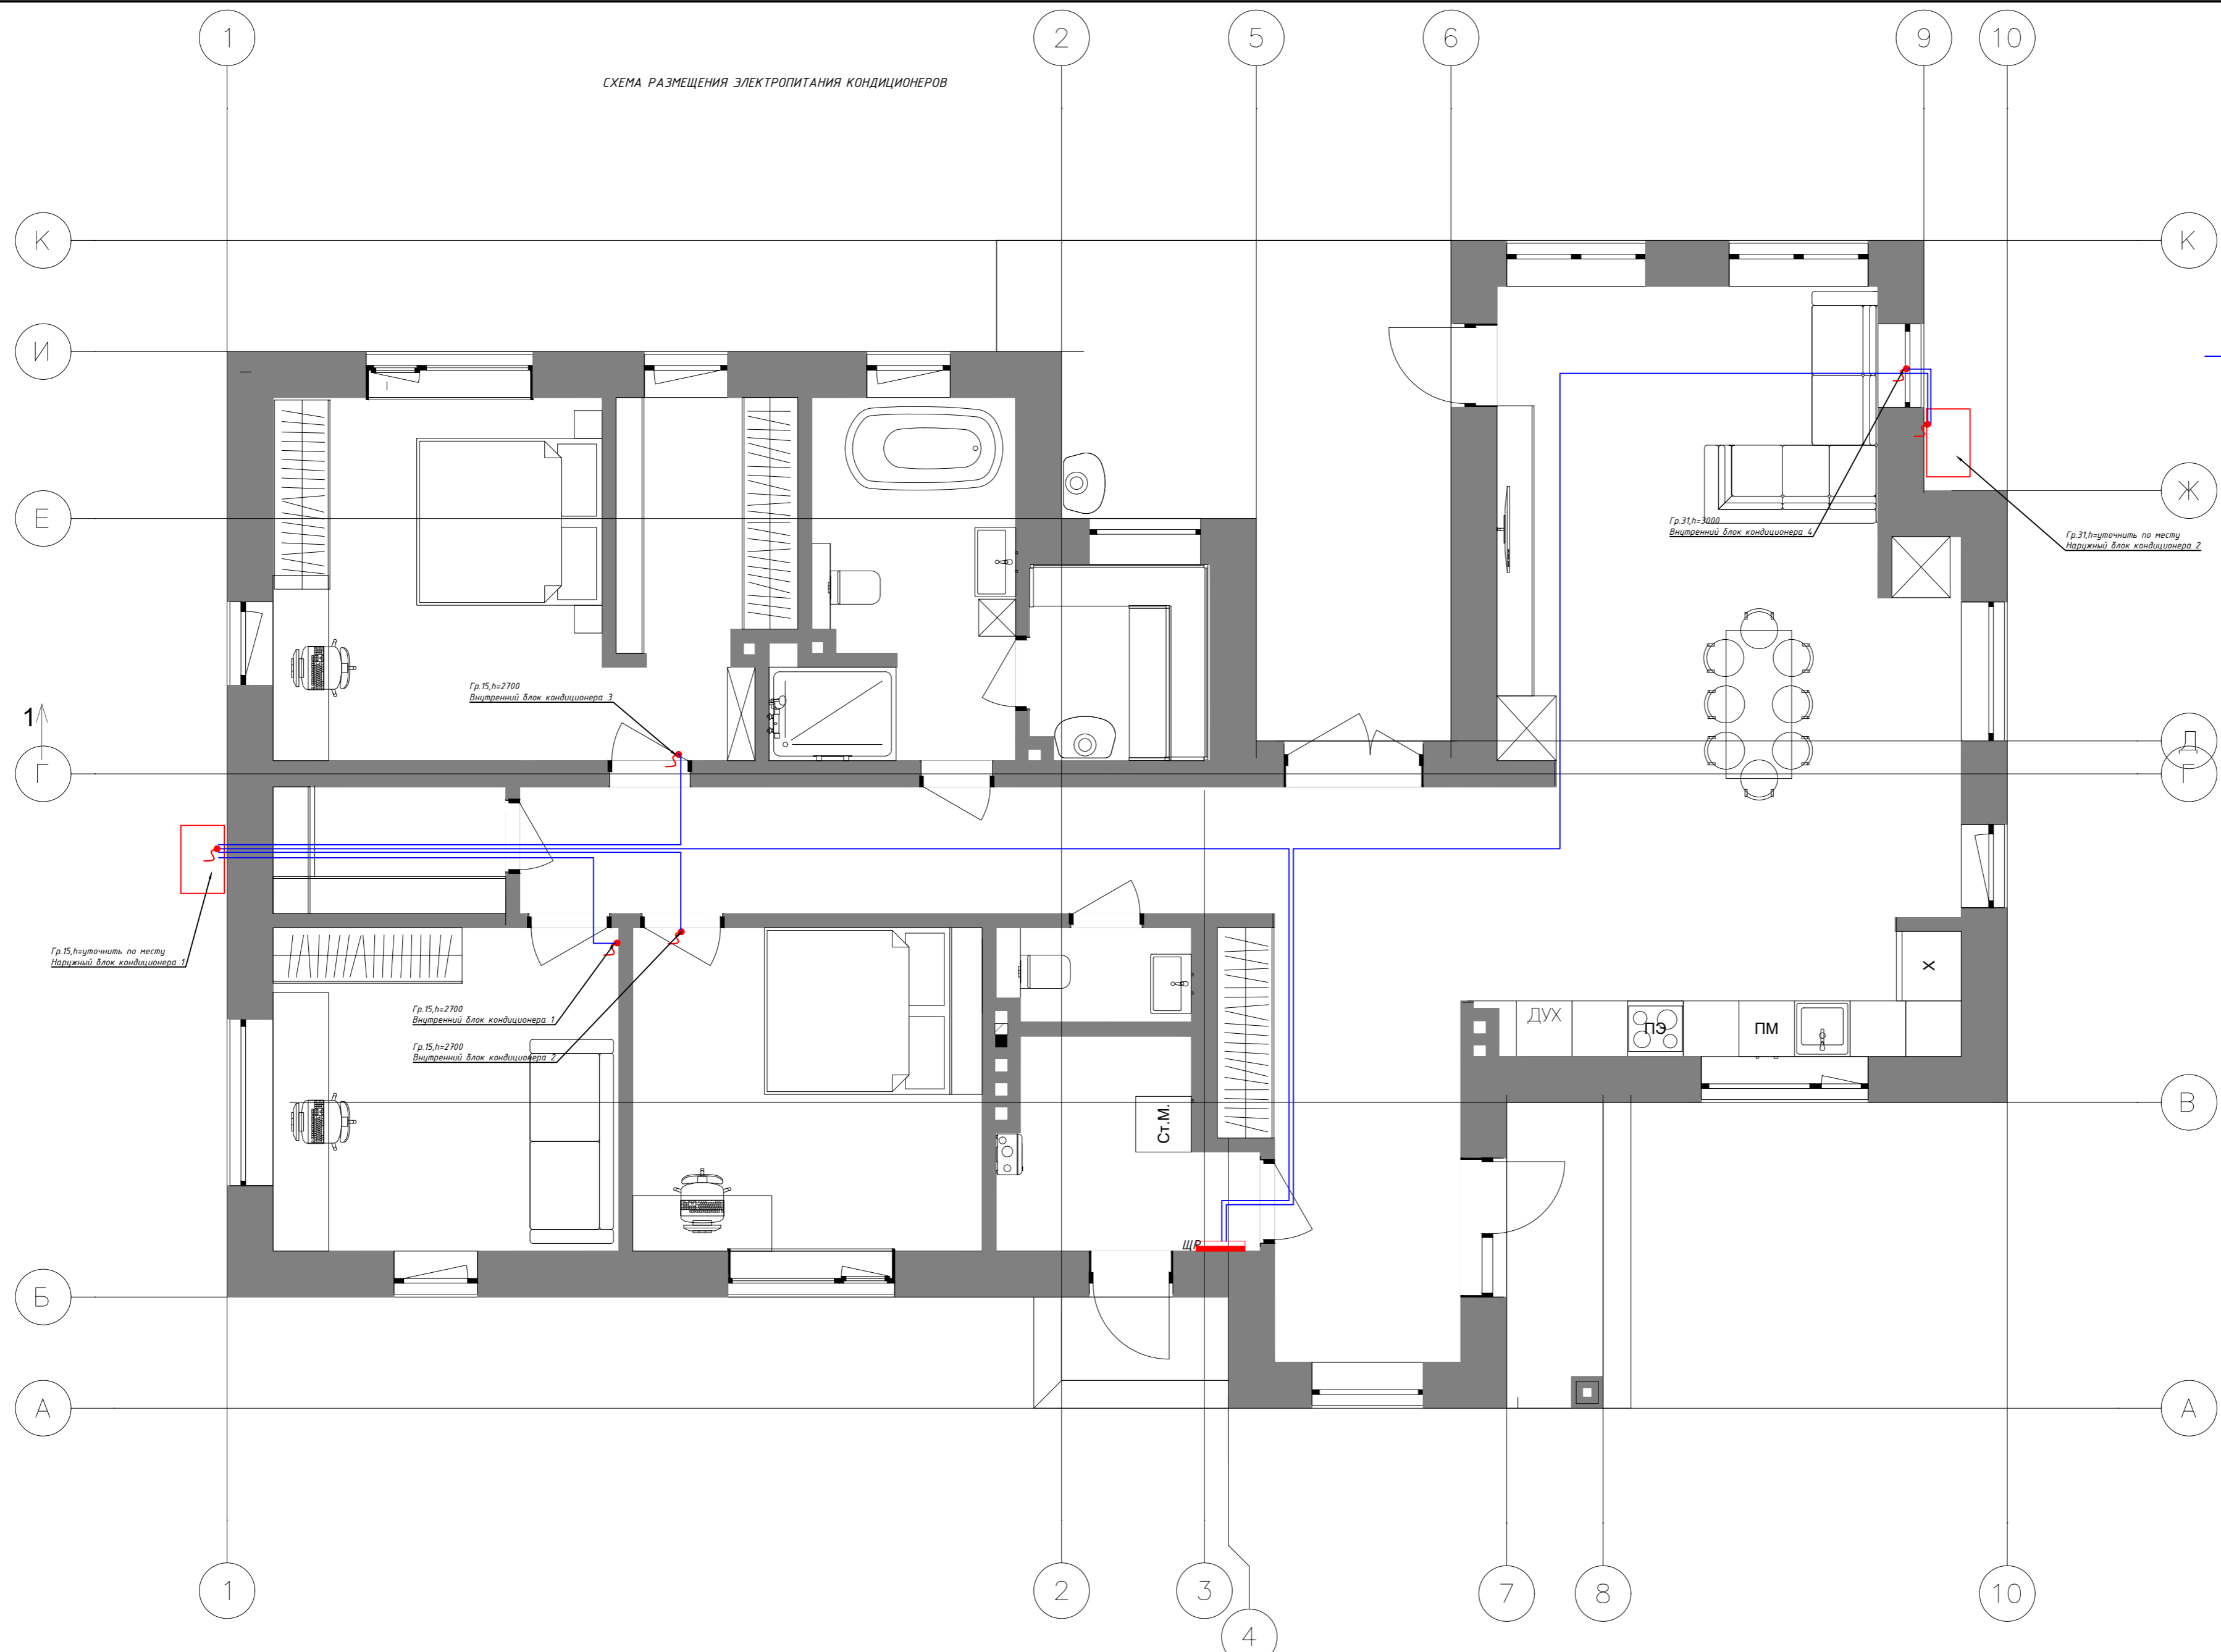 1
2
5
6
9
10
СХЕМА РАЗМЕЩЕНИЯ ЭЛЕКТРОПИТАНИЯ КОНДИЦИОНЕРОВ
К
К
И
Е
Ж
Гр.31,h=3000
Внутренний блок кондиционера 4
Гр.31,h=уточнить по месту
Наружный блок кондиционера 2
Гр.15,h=2700
Внутренний блок кондиционера 3
1
Д
Г
Г
Гр.15,h=уточнить по месту
Наружный блок кондиционера 1
Х
Гр.15,h=2700
Внутренний блок кондиционера 1
ДУХ
ПЭ
ПМ
Гр.15,h=2700
Внутренний блок кондиционера 2
В
Ст.М.
ЩР
Б
А
А
1
2
3
7
8
10
4